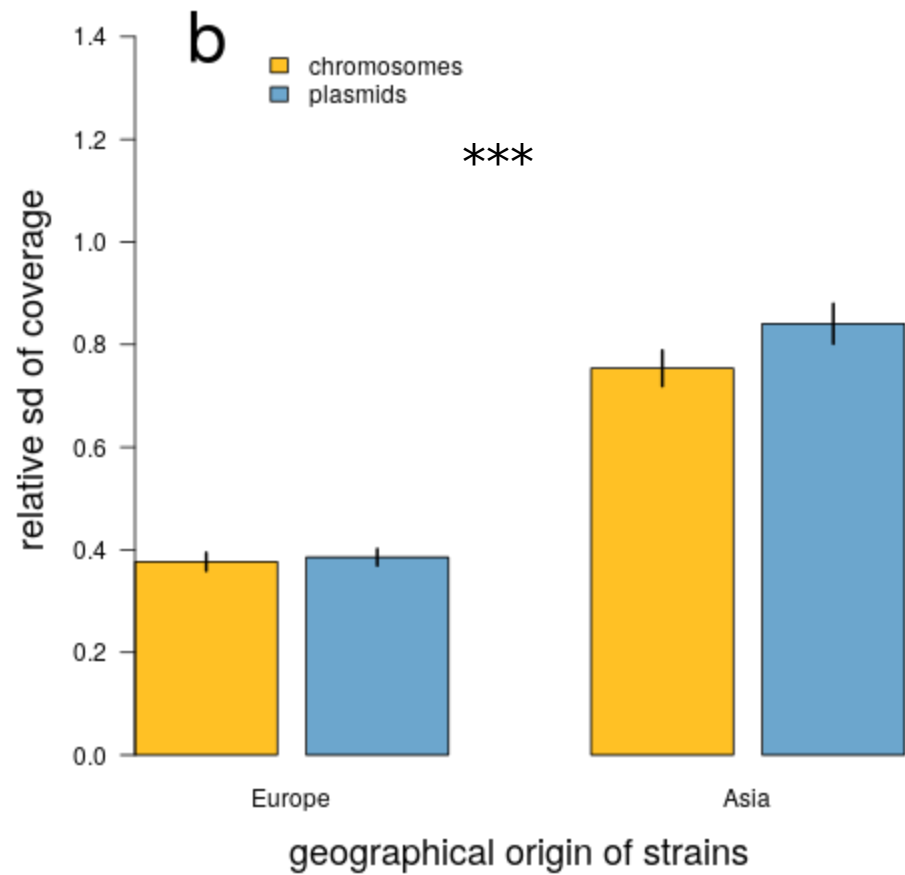 b
chromosomes
plasmids
***
relative sd of coverage
1.4
1.2
1.0
0.8
0.6
0.4
0.2
0.0
Europe
Asia
geographical origin of strains